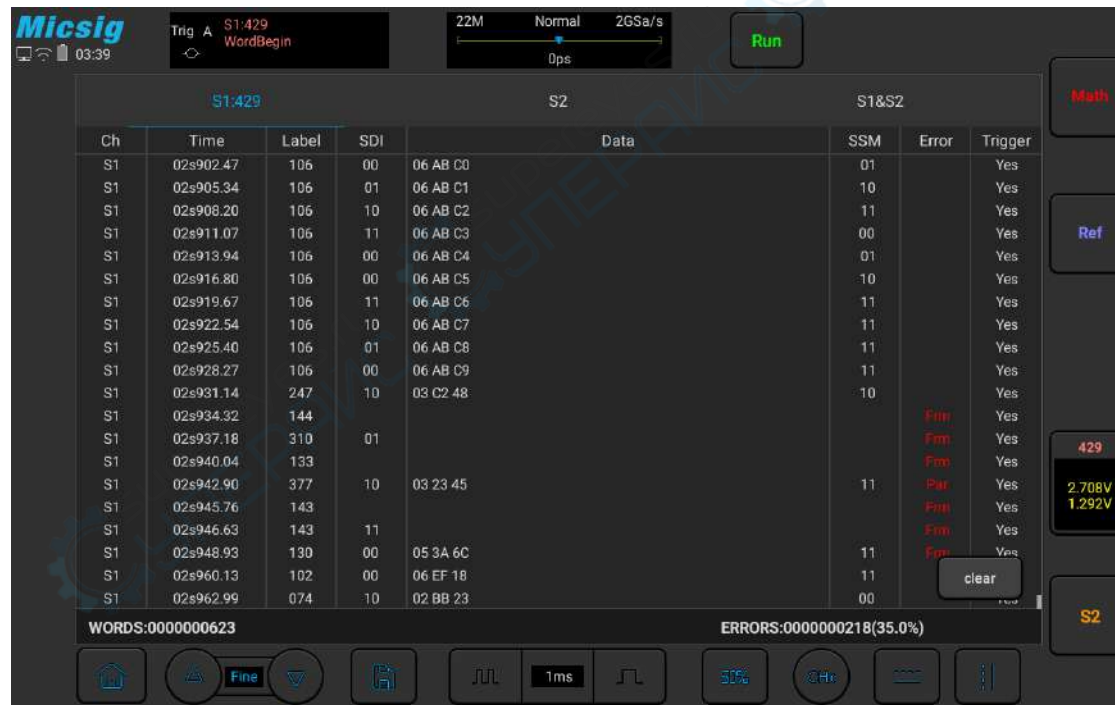 Micsig
03:39
Trig A S1:429
WordBegin
22M Normal 2GSa/s
0ps
Run
S1:429 S2 S1&S2
Ch Time Label SDI Data SSM Error Trigger
S1 02s902.47 106 00 06 AB C0 01 Yes
S1 02s905.34 106 01 06 AB C1 10 Yes
S1 02s908.20 106 10 06 AB C2 11 Yes
S1 02s911.07 106 11 06 AB C3 00 Yes
S1 02s913.94 106 00 06 AB C4 01 Yes
S1 02s916.80 106 00 06 AB C5 10 Yes
S1 02s919.67 106 11 06 AB C6 11 Yes
S1 02s922.54 106 10 06 AB C7 11 Yes
S1 02s925.40 106 01 06 AB C8 11 Yes
S1 02s928.27 106 00 06 AB C9 11 Yes
S1 02s931.14 247 10 03 C2 48 10 Yes
S1 02s934.32 144 Frm Yes
S1 02s937.18 310 01 Frm Yes
S1 02s940.04 133 Frm Yes
S1 02s942.90 377 10 03 23 45 11 Par Yes
S1 02s945.76 143 Frm Yes
S1 02s946.63 143 11 Frm Yes
S1 02s948.93 130 00 05 3A 6C 11 Frm Yes
S1 02s960.13 102 00 06 EF 18 11
S1 02s962.99 074 10 02 BB 23 00 Yes
clear
WORDS:0000000623 ERRORS:0000000218(35.0%)
Math
Ref
429
2.708V
1.292V
S2
Fine 1ms 50% 0Hz
СУПЕРАЙС